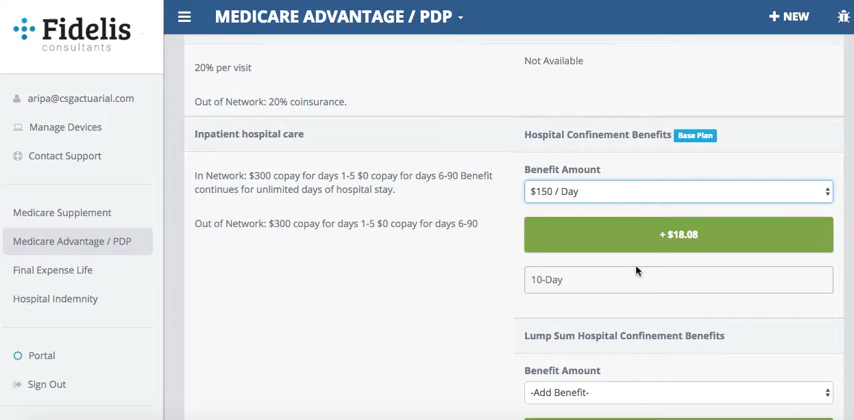 Fidelis
consultants
MEDICARE ADVANTAGE / PDP
+ NEW
aripa@csgactuarial.com
Manage Devices
Contact Support
Medicare Supplement
Medicare Advantage / PDP
Final Expense Life
Hospital Indemnity
Portal
Sign Out
20% per visit
Out of Network: 20% coinsurance.
Not Available
Inpatient hospital care
In Network: $300 copay for days 1-5 $0 copay for days 6-90 Benefit
continues for unlimited days of hospital stay.
Out of Network: $300 copay for days 1-5 $0 copay for days 6-90
Hospital Confinement Benefits Base Plan
Benefit Amount
$150 / Day
+ $18.08
10-Day
Lump Sum Hospital Confinement Benefits
Benefit Amount
-Add Benefit-